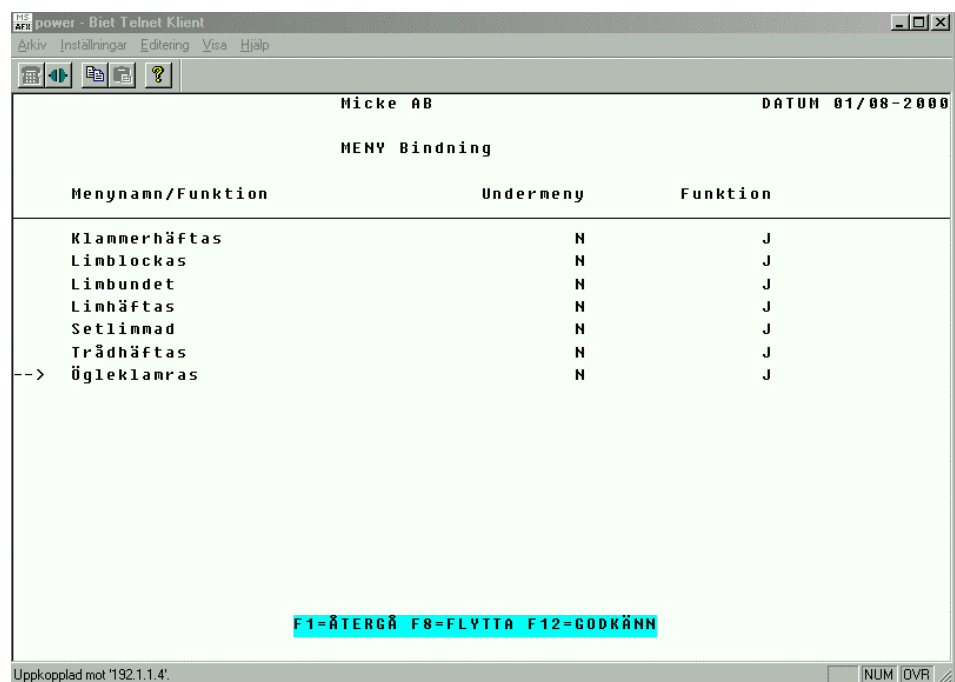 MS AFX power - Biet Telnet Klient
Arkiv Inställningar Editering Visa Hjälp
Micke AB DATUM 01/08-2000
MENY Bindning
Menynamn/Funktion Undermeny Funktion
Klammerhäftas N J
Limblockas N J
Limbundet N J
Limhäftas N J
Setlimmad N J
Trådhäftas N J
--> Ögleklamras N J
F1=ÅTERGÅ F8=FLYTTA F12=GODKÄNN
Uppkopplad mot '192.1.1.4'. NUM OVR